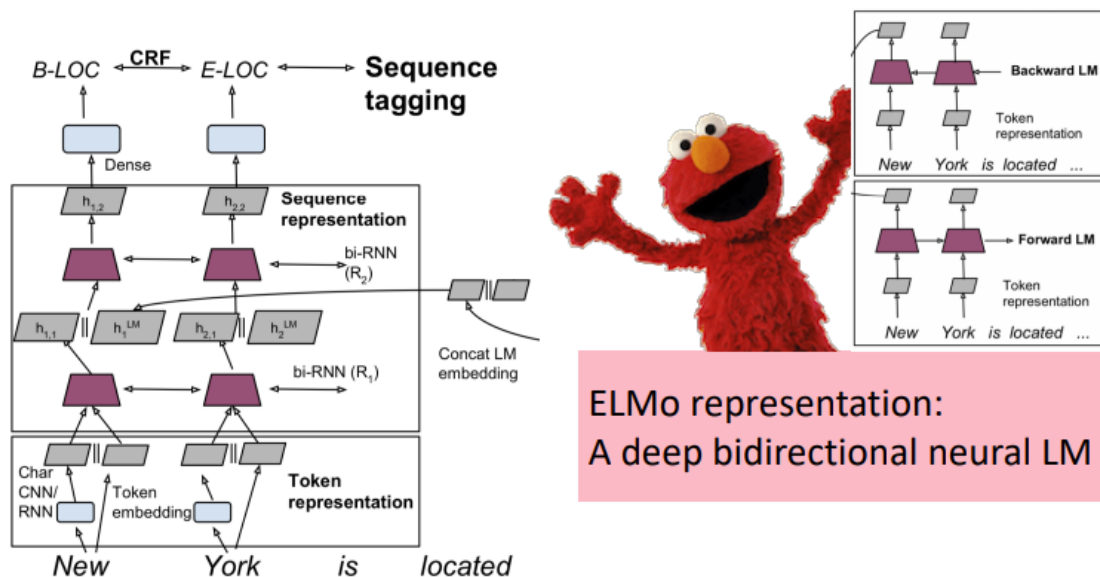 B-LOC
CRF
E-LOC
Sequence
tagging
Dense
h1,2
h2,2
Sequence
representation
bi-RNN
(R2)
h1,1 || h1LM
h2,1 || h2LM
||
Concat LM
embedding
bi-RNN (R1)
||
||
Char
CNN/
RNN
Token
embedding
Token
representation
New York is located
Backward LM
Token
representation
New York is located ...
Forward LM
Token
representation
New York is located ...
ELMo representation:
A deep bidirectional neural LM